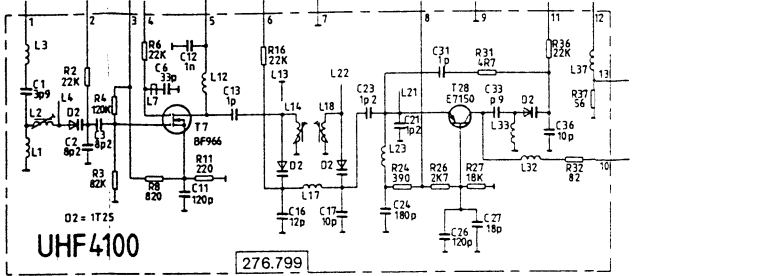 1
2
3
4
5
6
7
8
9
11
12
L3
R6
22K
C12
1n
R16
22K
C31
1p
R31
4R7
R36
22K
L37
13
R2
22K
C6
33p
L7
L12
L13
L22
C1
3p9
L4
R4
120K
C13
1p
C23
1p2
L21
T28
E7150
C33
p9
D2
R37
56
L2
D2
C3
8p2
C2
8p2
T7
BF966
L14
L18
C21
1p2
L33
C36
10p
L1
L23
R3
82K
R8
820
R11
220
C11
120p
D2
D2
L17
R24
390
R26
2K7
R27
18K
L32
R32
82
10
D2 = 1T25
C16
12p
C17
10p
C24
180p
C26
120p
C27
18p
UHF4100
276.799